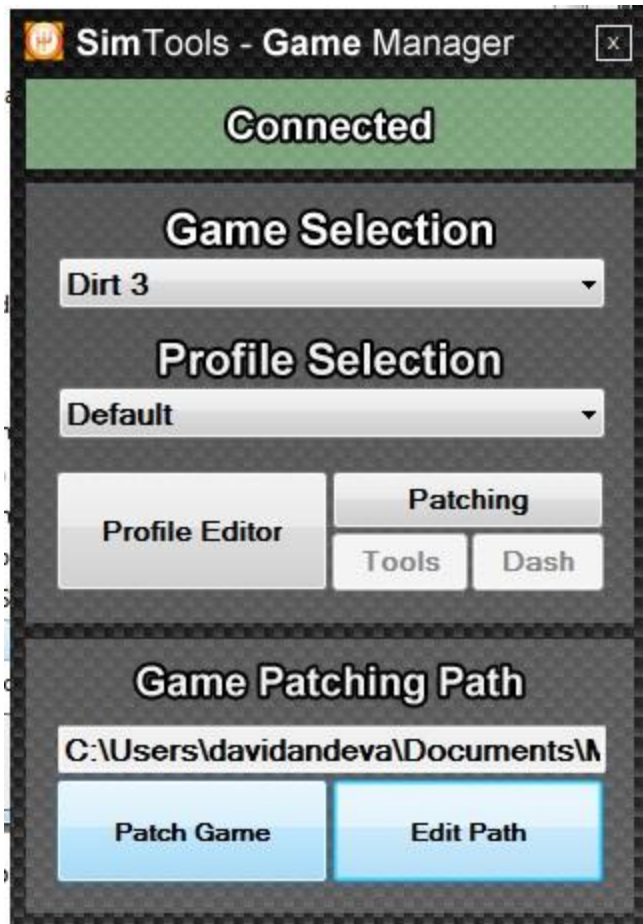 SimTools - Game Manager x
Connected
Game Selection
Dirt 3
Profile Selection
Default
Profile Editor
Patching
Tools Dash
Game Patching Path
C:\Users\davidandeva\Documents\M
Patch Game Edit Path